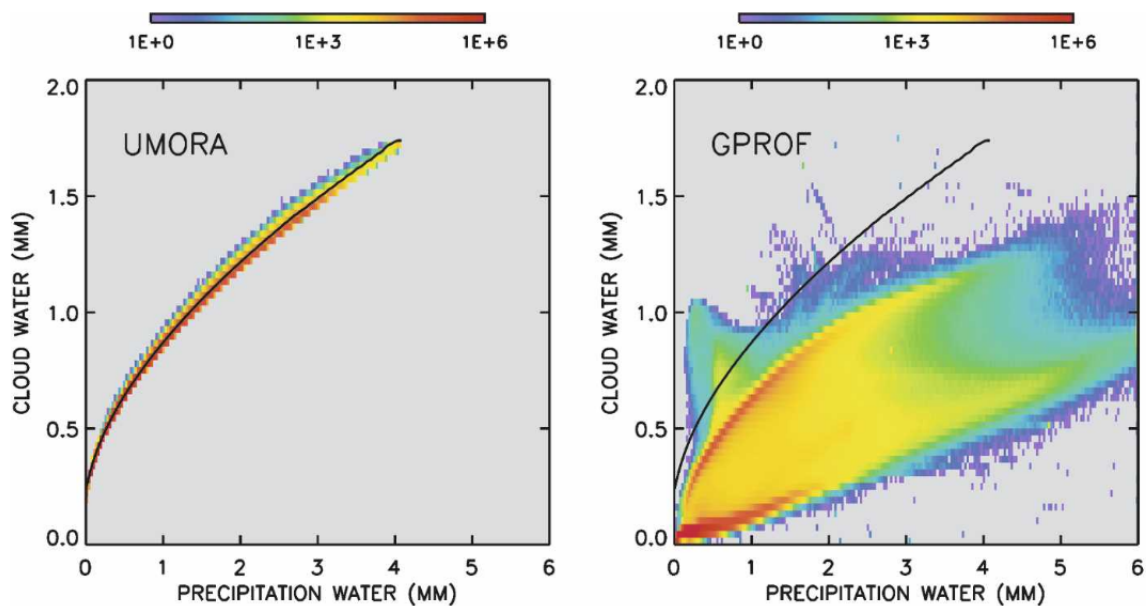 1E+0 1E+3 1E+6
1E+0 1E+3 1E+6
UMORA
CLOUD WATER (MM)
2.0
1.5
1.0
0.5
0.0
0 1 2 3 4 5 6
PRECIPITATION WATER (MM)
GPROF
CLOUD WATER (MM)
2.0
1.5
1.0
0.5
0.0
0 1 2 3 4 5 6
PRECIPITATION WATER (MM)